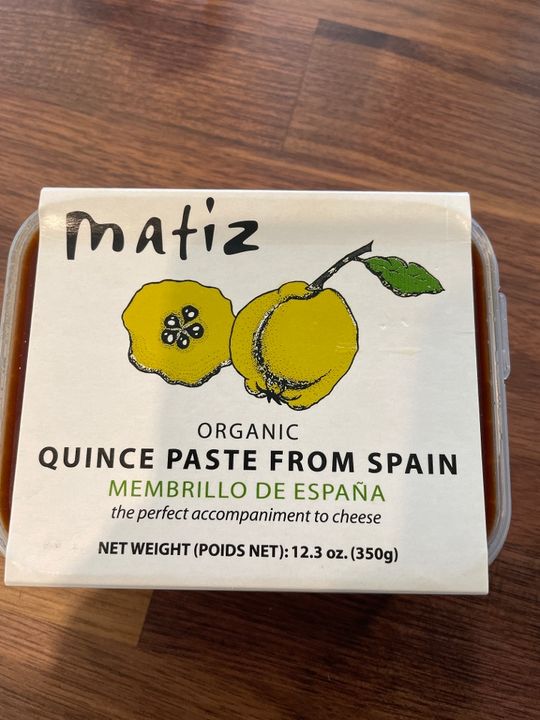 matiz
ORGANIC
QUINCE PASTE FROM SPAIN
MEMBRILLO DE ESPAÑA
the perfect accompaniment to cheese
NET WEIGHT (POIDS NET): 12.3 oz. (350g)